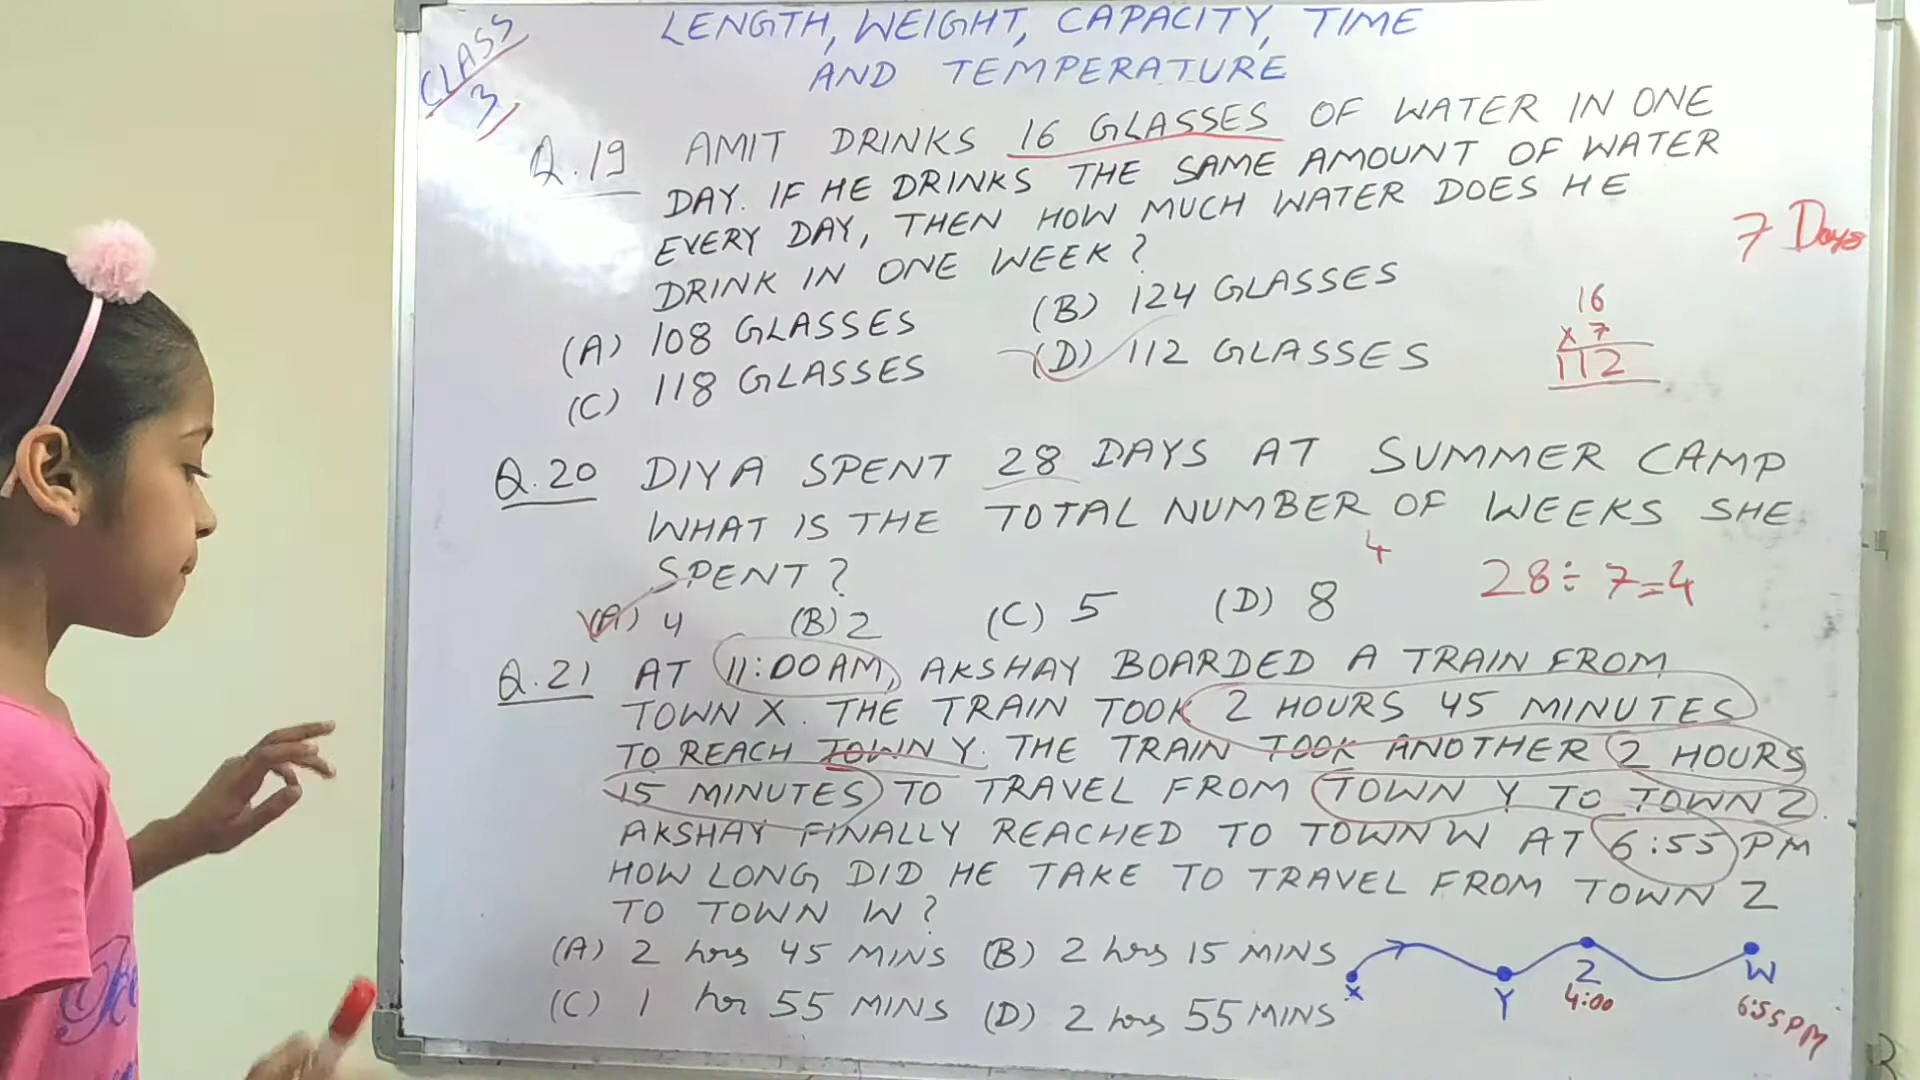 CLASS
3
LENGTH, WEIGHT, CAPACITY, TIME
AND TEMPERATURE
Q.19 AMIT DRINKS 16 GLASSES OF WATER IN ONE
DAY. IF HE DRINKS THE SAME AMOUNT OF WATER
EVERY DAY, THEN HOW MUCH WATER DOES HE
DRINK IN ONE WEEK?
7 Days
(A) 108 GLASSES (B) 124 GLASSES
(C) 118 GLASSES (D) 112 GLASSES
16
x 7
112
Q.20 DIYA SPENT 28 DAYS AT SUMMER CAMP
WHAT IS THE TOTAL NUMBER OF WEEKS SHE
SPENT?
4
28 ÷ 7 = 4
(A) 4 (B) 2 (C) 5 (D) 8
Q.21 AT 11:00 AM, AKSHAY BOARDED A TRAIN FROM
TOWN X. THE TRAIN TOOK 2 HOURS 45 MINUTES
TO REACH TOWN Y. THE TRAIN TOOK ANOTHER 2 HOURS
15 MINUTES TO TRAVEL FROM TOWN Y TO TOWN Z.
AKSHAY FINALLY REACHED TO TOWN W AT 6:55 PM
HOW LONG DID HE TAKE TO TRAVEL FROM TOWN Z
TO TOWN W?
(A) 2 hrs 45 MINS (B) 2 hrs 15 MINS
(C) 1 hr 55 MINS (D) 2 hrs 55 MINS
X Y Z W
4:00 6:55 PM